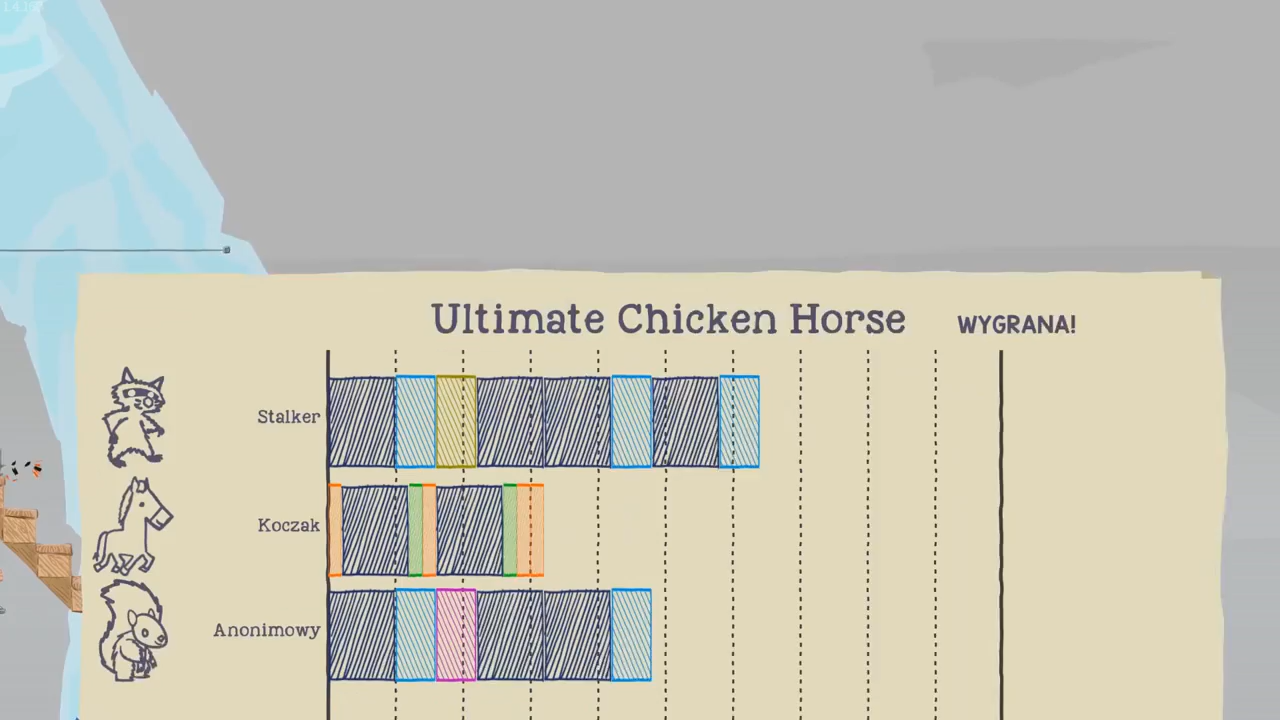 Ultimate Chicken Horse
WYGRANA!
Stalker
Koczak
Anonimowy